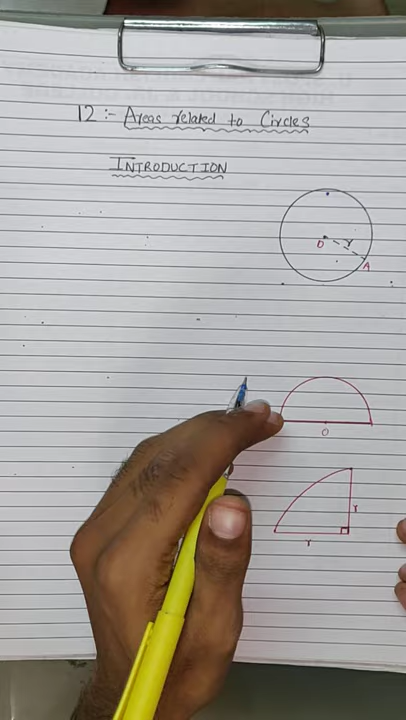 12 :- Areas related to Circles
INTRODUCTION
O r
A
O
r
r